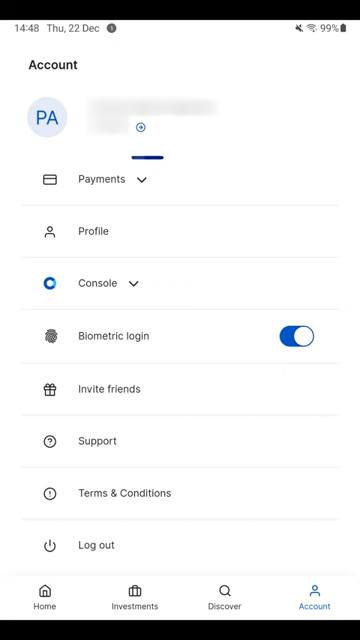 14:48 Thu, 22 Dec 99%
Account
PA
Payments
Profile
Console
Biometric login
Invite friends
Support
Terms & Conditions
Log out
Home Investments Discover Account